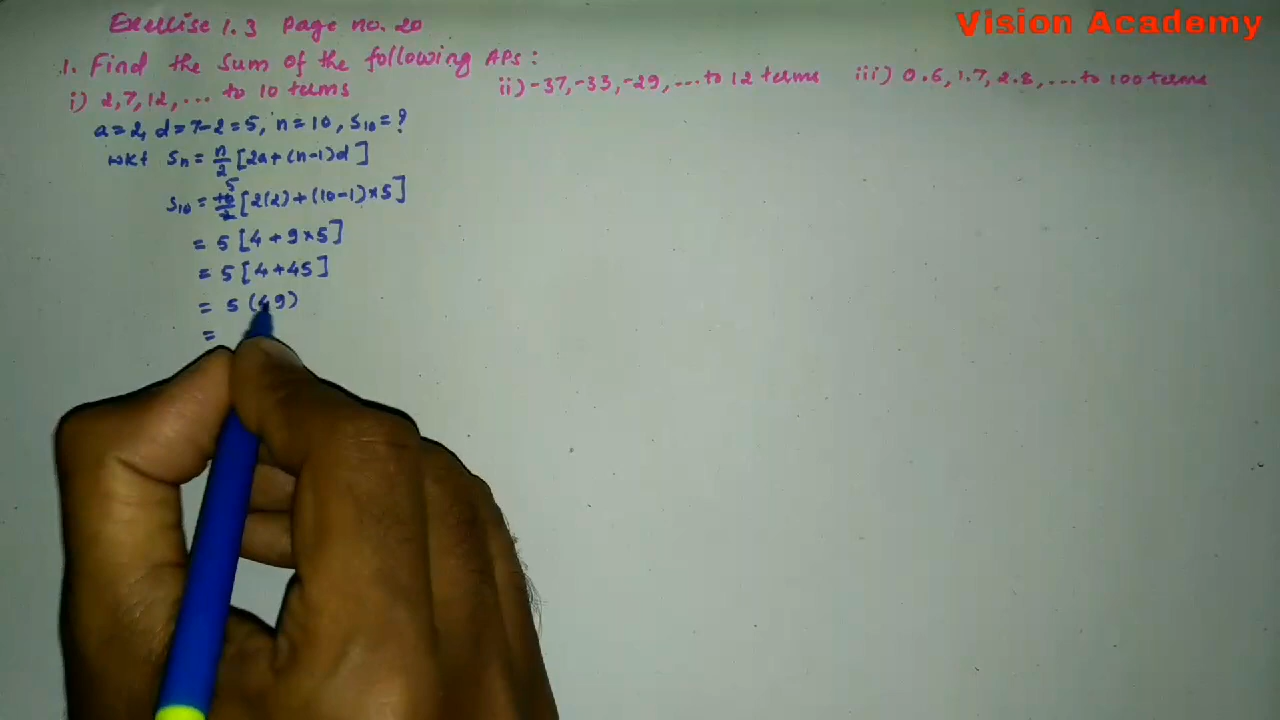 Vision Academy
Exercise 1.3 Page no. 20
1. Find the sum of the following APs:
i) 2, 7, 12, ... to 10 terms
ii) -37, -33, -29, ... to 12 terms
iii) 0.6, 1.7, 2.8, ... to 100 terms
a = 2, d = 7-2 = 5, n = 10, S₁₀ = ?
wkt Sn = n/2 [2a + (n-1)d]
S₁₀ = 10/2 5 [2(2) + (10-1) × 5]
= 5 [4 + 9 × 5]
= 5 [4 + 45]
= 5 (49)
=